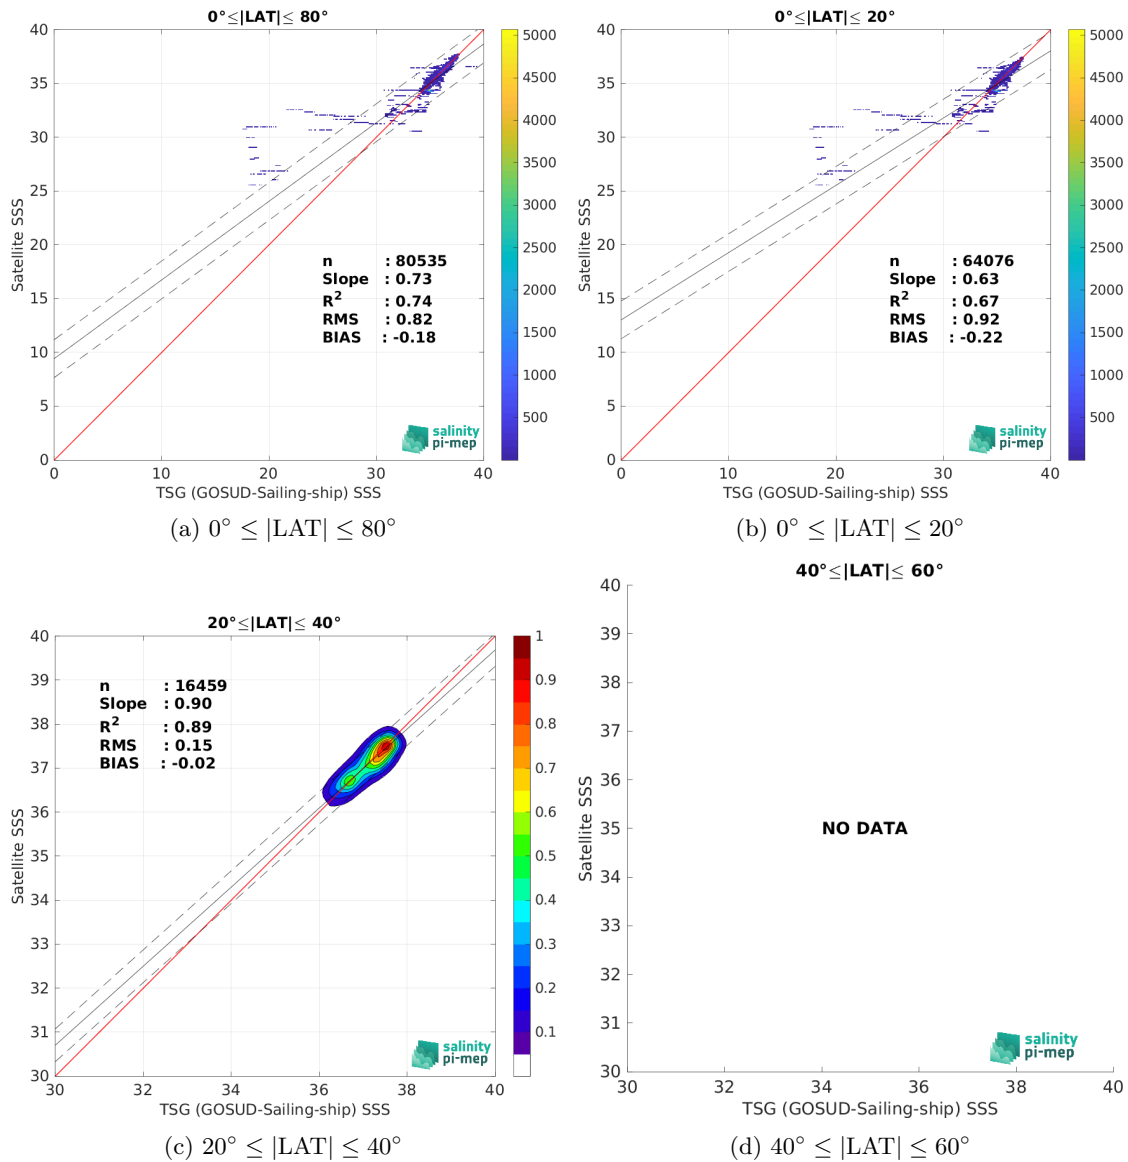 0°≤|LAT|≤ 80°
40
35
30
25
20
15
10
5
0
0
10
20
30
40
Satellite SSS
TSG (GOSUD-Sailing-ship) SSS
n : 80535
Slope : 0.73
R² : 0.74
RMS : 0.82
BIAS : -0.18
salinity
pi-mep
5000
4500
4000
3500
3000
2500
2000
1500
1000
500
(a) 0° ≤ |LAT| ≤ 80°
0°≤|LAT|≤ 20°
40
35
30
25
20
15
10
5
0
0
10
20
30
40
Satellite SSS
TSG (GOSUD-Sailing-ship) SSS
n : 64076
Slope : 0.63
R² : 0.67
RMS : 0.92
BIAS : -0.22
salinity
pi-mep
5000
4500
4000
3500
3000
2500
2000
1500
1000
500
(b) 0° ≤ |LAT| ≤ 20°
20°≤|LAT|≤ 40°
40
39
38
37
36
35
34
33
32
31
30
30
32
34
36
38
40
Satellite SSS
TSG (GOSUD-Sailing-ship) SSS
n : 16459
Slope : 0.90
R² : 0.89
RMS : 0.15
BIAS : -0.02
salinity
pi-mep
1
0.9
0.8
0.7
0.6
0.5
0.4
0.3
0.2
0.1
(c) 20° ≤ |LAT| ≤ 40°
40°≤|LAT|≤ 60°
40
39
38
37
36
35
34
33
32
31
30
30
32
34
36
38
40
Satellite SSS
TSG (GOSUD-Sailing-ship) SSS
NO DATA
salinity
pi-mep
(d) 40° ≤ |LAT| ≤ 60°